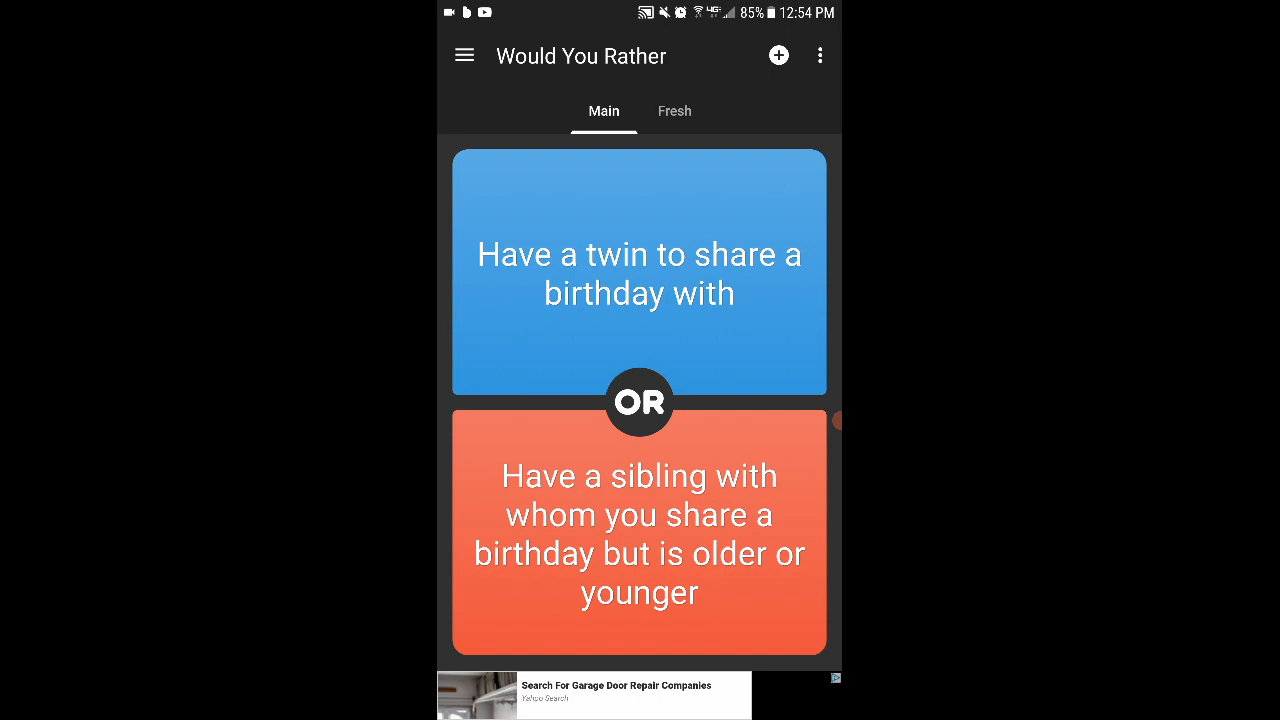 4G 85% 12:54 PM
Would You Rather
Main Fresh
Have a twin to share a
birthday with
OR
Have a sibling with
whom you share a
birthday but is older or
younger
Search For Garage Door Repair Companies
Yahoo Search